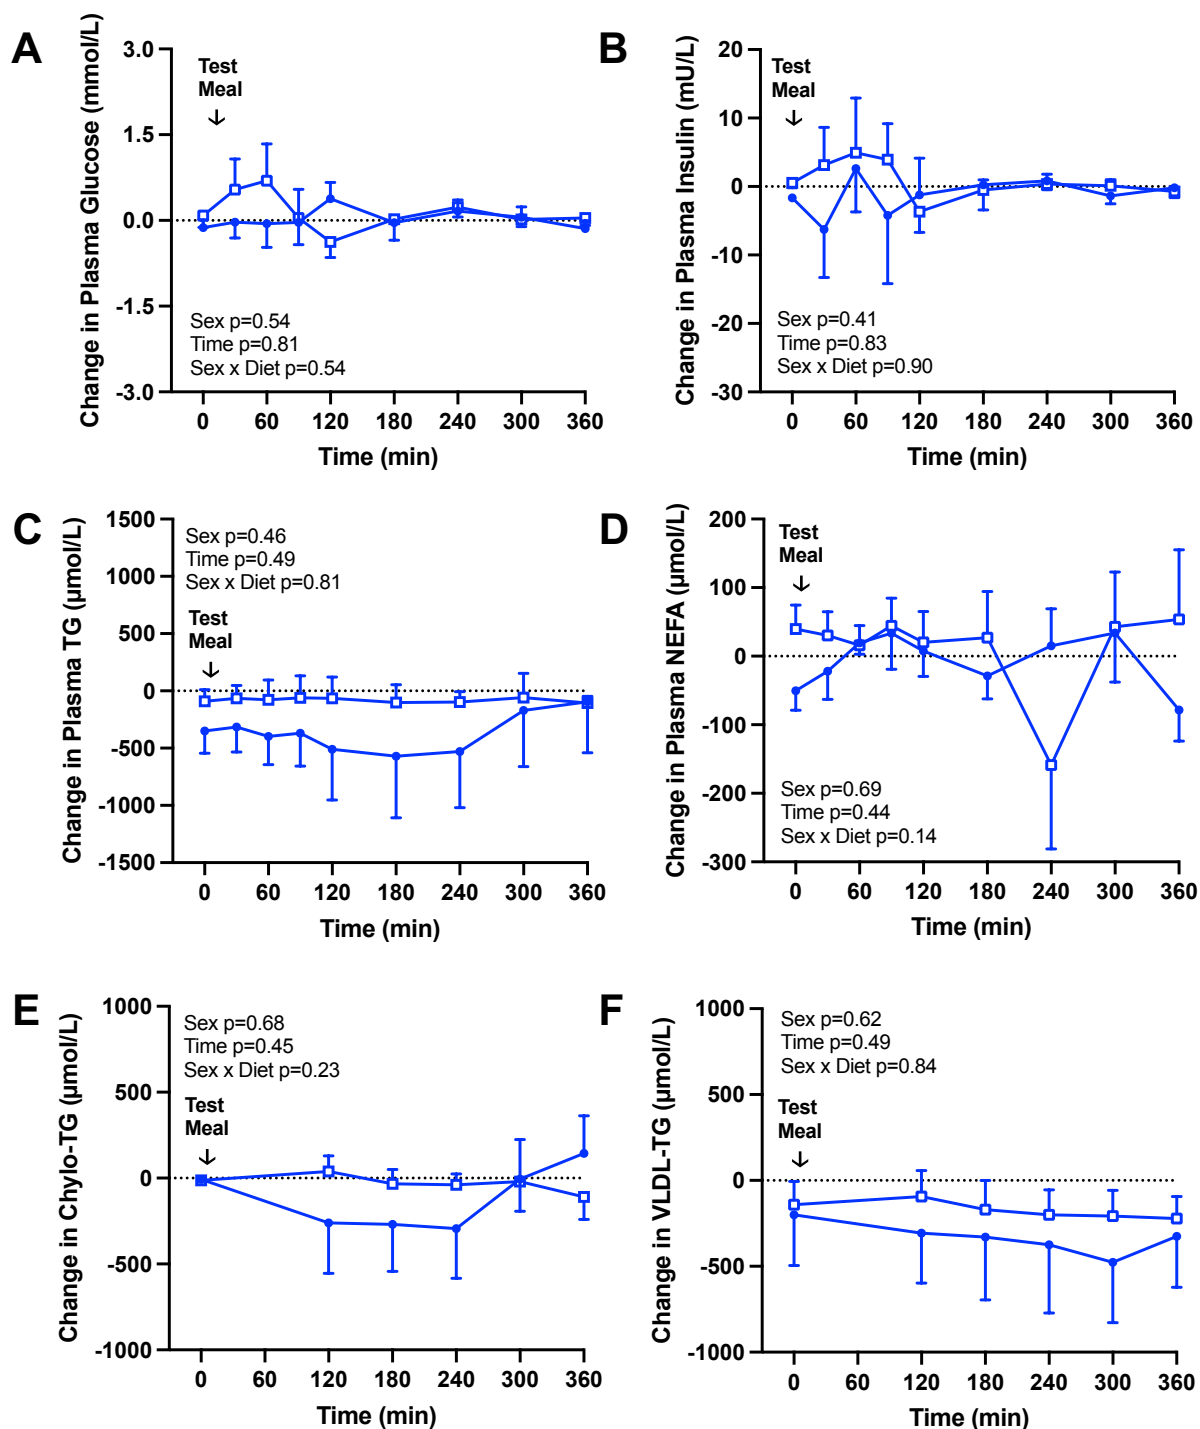 A
Change in Plasma Glucose (mmol/L)
3.0
1.5
0.0
-1.5
-3.0
Test
Meal
Sex p=0.54
Time p=0.81
Sex x Diet p=0.54
0 60 120 180 240 300 360
Time (min)
B
Change in Plasma Insulin (mU/L)
20
10
0
-10
-20
-30
Test
Meal
Sex p=0.41
Time p=0.83
Sex x Diet p=0.90
0 60 120 180 240 300 360
Time (min)
C
Change in Plasma TG (μmol/L)
1500
1000
500
0
-500
-1000
-1500
Sex p=0.46
Time p=0.49
Sex x Diet p=0.81
Test
Meal
0 60 120 180 240 300 360
Time (min)
D
Change in Plasma NEFA (μmol/L)
200
100
0
-100
-200
-300
Test
Meal
Sex p=0.69
Time p=0.44
Sex x Diet p=0.14
0 60 120 180 240 300 360
Time (min)
E
Change in Chylo-TG (μmol/L)
1000
500
0
-500
-1000
Sex p=0.68
Time p=0.45
Sex x Diet p=0.23
Test
Meal
0 60 120 180 240 300 360
Time (min)
F
Change in VLDL-TG (μmol/L)
1000
500
0
-500
-1000
Sex p=0.62
Time p=0.49
Sex x Diet p=0.84
Test
Meal
0 60 120 180 240 300 360
Time (min)